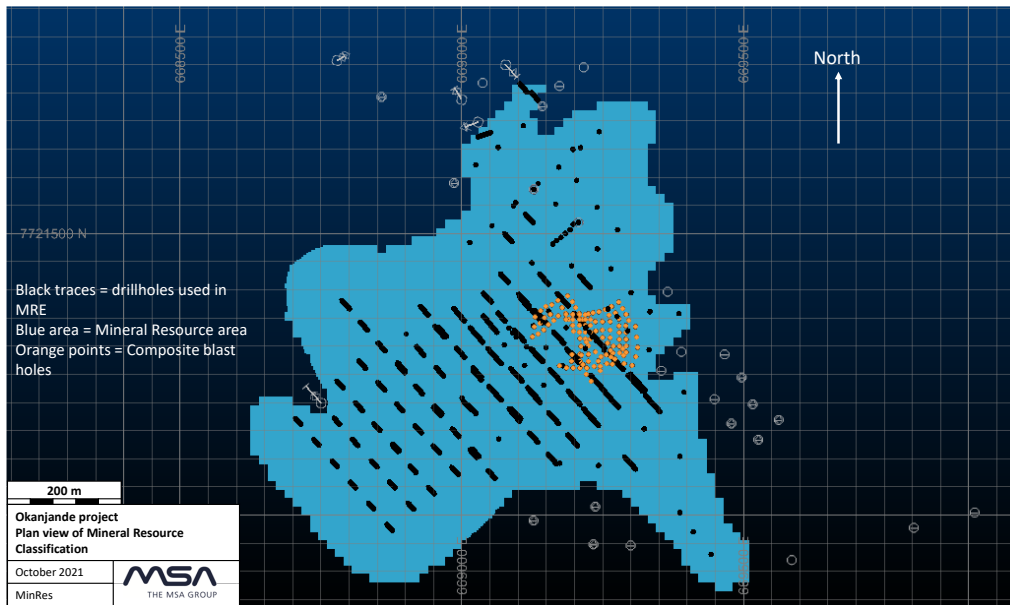 668500 E
669000 E
669500 E
North
7721500 N
Black traces = drillholes used in
MRE
Blue area = Mineral Resource area
Orange points = Composite blast
holes
200 m
Okanjande project
Plan view of Mineral Resource
Classification
October 2021
MinRes
MSA
THE MSA GROUP
669000 E